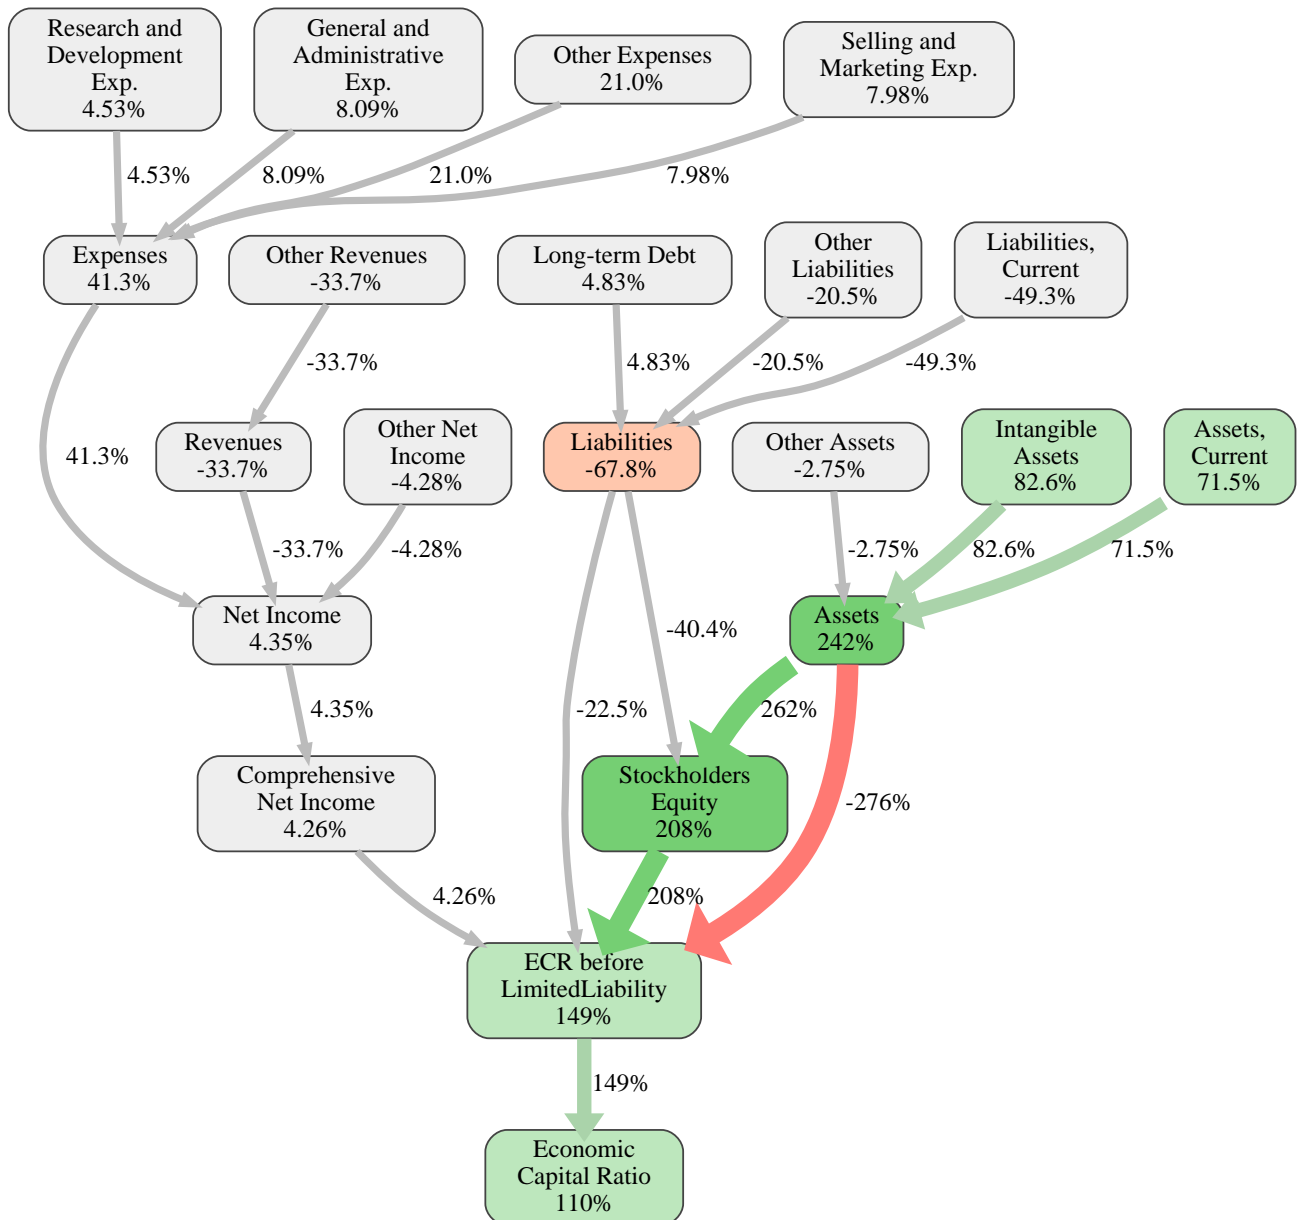 Research and
Development
Exp.
4.53%
General and
Administrative
Exp.
8.09%
Other Expenses
21.0%
Selling and
Marketing Exp.
7.98%
4.53%
8.09%
21.0%
7.98%
Expenses
41.3%
Other Revenues
-33.7%
Long-term Debt
4.83%
Other
Liabilities
-20.5%
Liabilities,
Current
-49.3%
-33.7%
4.83%
-20.5%
-49.3%
41.3%
Revenues
-33.7%
Other Net
Income
-4.28%
Liabilities
-67.8%
Other Assets
-2.75%
Intangible
Assets
82.6%
Assets,
Current
71.5%
-33.7%
-4.28%
-2.75%
82.6%
71.5%
Net Income
4.35%
-40.4%
Assets
242%
4.35%
-22.5%
262%
-276%
Comprehensive
Net Income
4.26%
Stockholders
Equity
208%
4.26%
208%
ECR before
LimitedLiability
149%
149%
Economic
Capital Ratio
110%